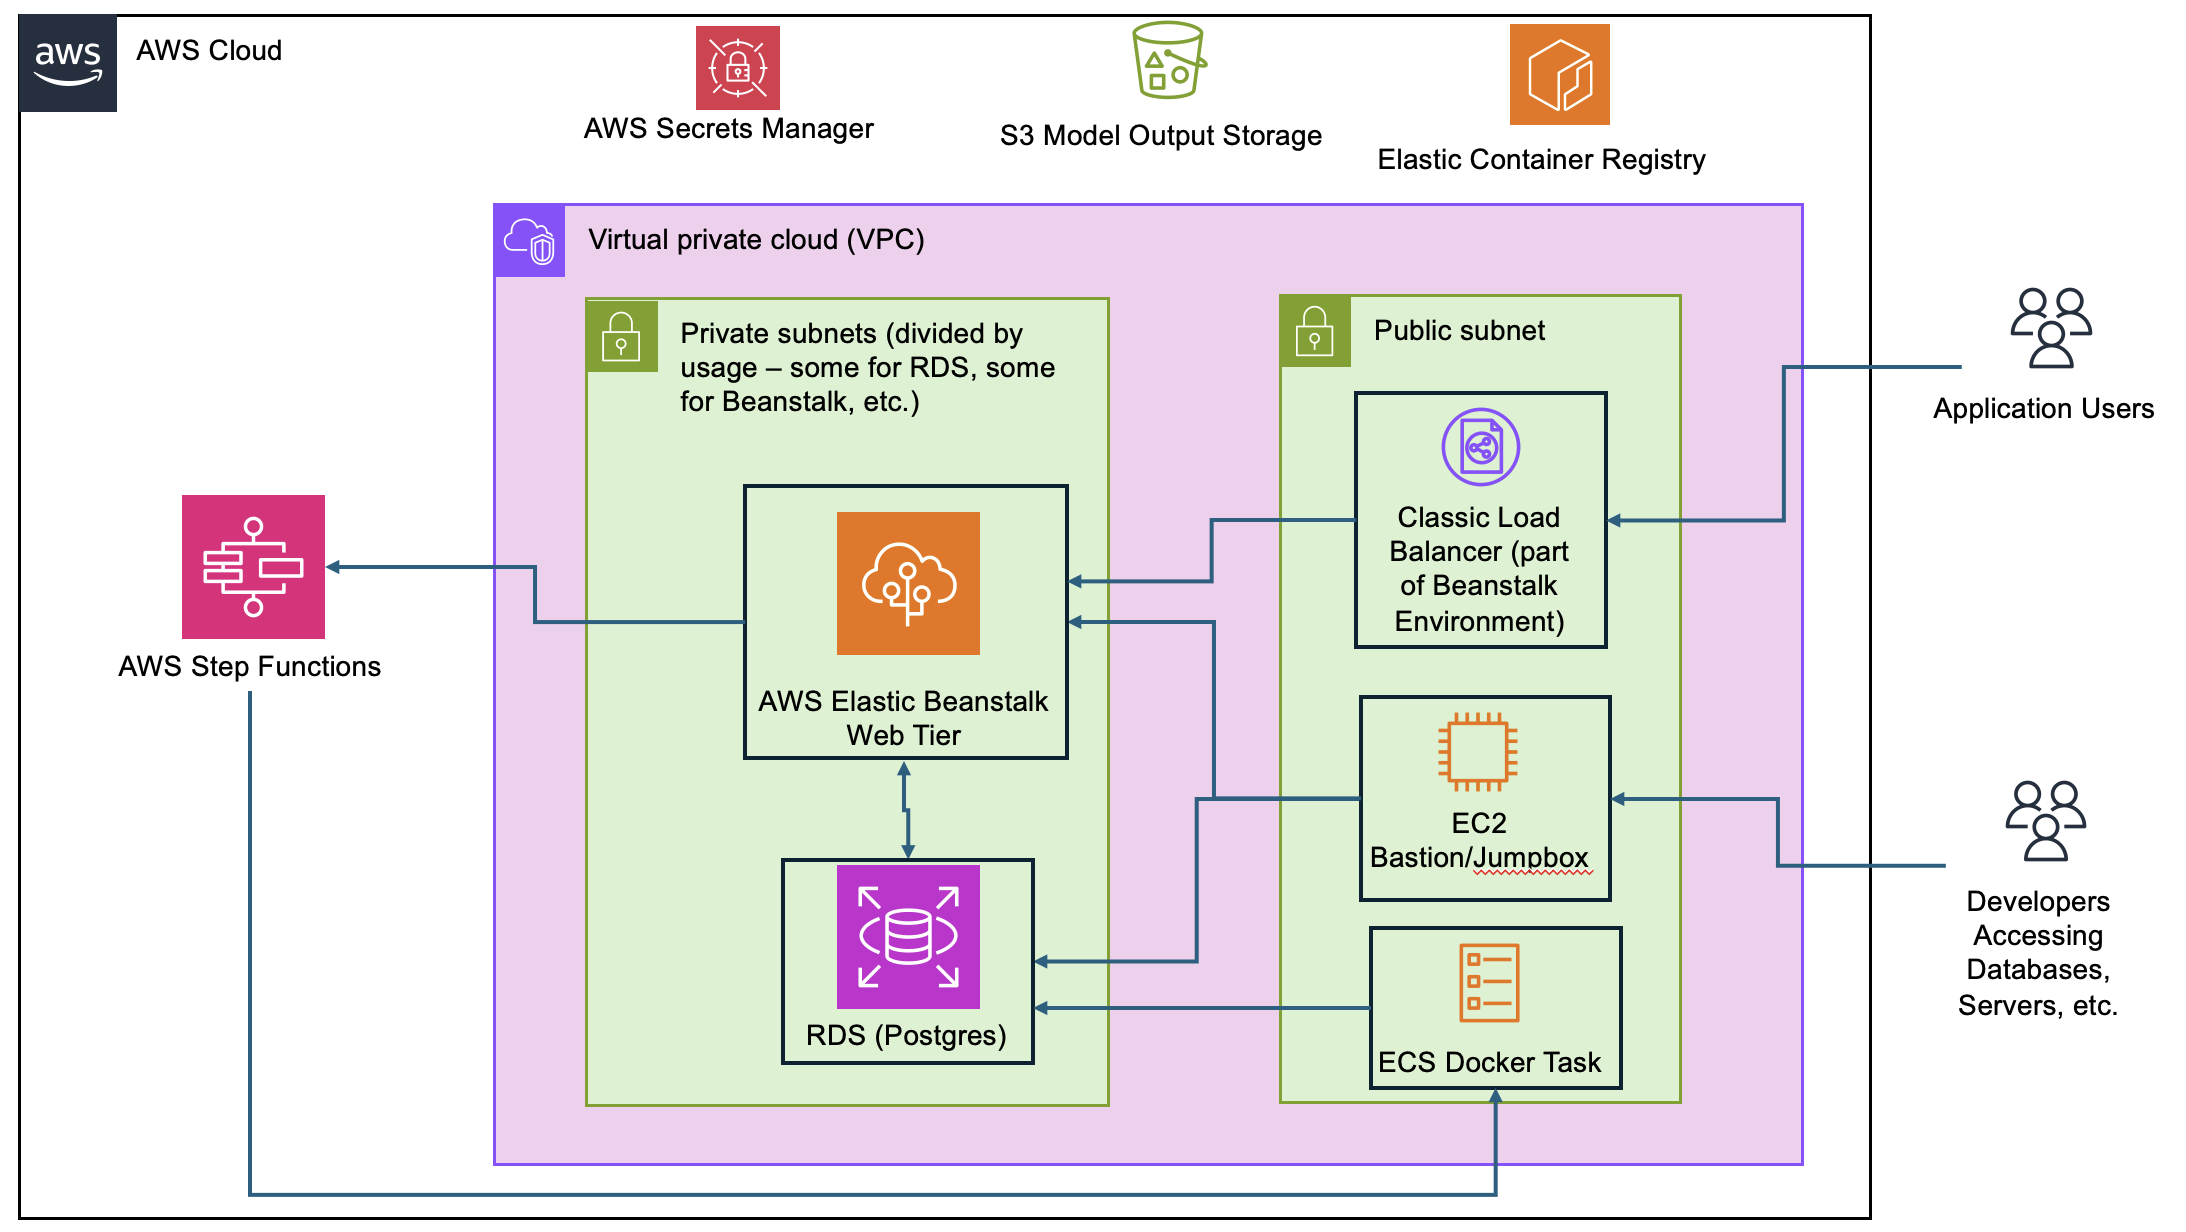 aws
AWS Cloud
AWS Secrets Manager
S3 Model Output Storage
Elastic Container Registry
Virtual private cloud (VPC)
Private subnets (divided by
usage – some for RDS, some
for Beanstalk, etc.)
Public subnet
Application Users
Classic Load
Balancer (part
of Beanstalk
Environment)
AWS Step Functions
AWS Elastic Beanstalk
Web Tier
EC2
Bastion/Jumpbox
Developers
Accessing
Databases,
Servers, etc.
RDS (Postgres)
ECS Docker Task